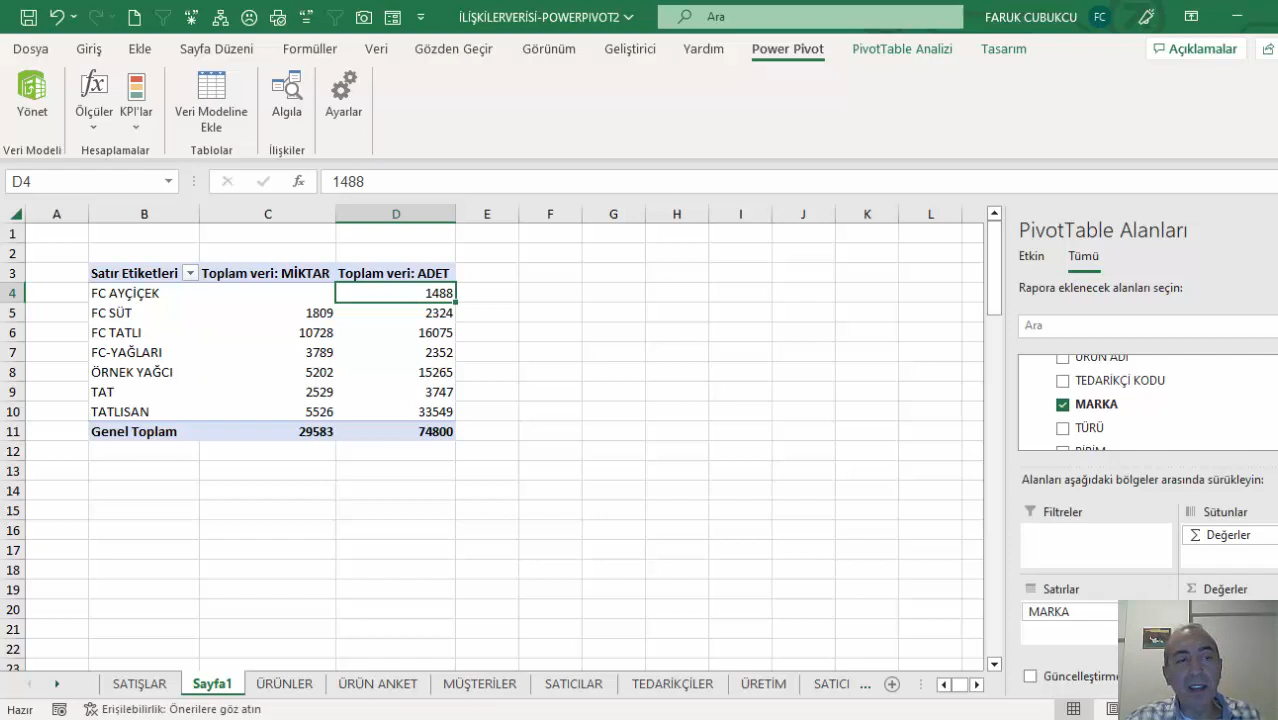 İLİŞKİLERVERİSİ-POWERPIVOT2
Ara
FARUK CUBUKCU
FC
Dosya
Giriş
Ekle
Sayfa Düzeni
Formüller
Veri
Gözden Geçir
Görünüm
Geliştirici
Yardım
Power Pivot
PivotTable Analizi
Tasarım
Açıklamalar
Yönet
Ölçüler
KPI'lar
Veri Modeline
Ekle
Algıla
Ayarlar
Veri Modeli
Hesaplamalar
Tablolar
İlişkiler
D4
fx
1488
A B C D E F G H I J K L
1
2
3 Satır Etiketleri Toplam veri: MİKTAR Toplam veri: ADET
4 FC AYÇİÇEK 1488
5 FC SÜT 1809 2324
6 FC TATLI 10728 16075
7 FC-YAĞLARI 3789 2352
8 ÖRNEK YAĞCI 5202 15265
9 TAT 2529 3747
10 TATLISAN 5526 33549
11 Genel Toplam 29583 74800
12
13
14
15
16
17
18
19
20
21
22
23
PivotTable Alanları
Etkin
Tümü
Rapora eklenecek alanları seçin:
Ara
ÜRÜN ADI
TEDARİKÇİ KODU
MARKA
TÜRÜ
BİRİM
Alanları aşağıdaki bölgeler arasında sürükleyin:
Filtreler
Sütunlar
Σ Değerler
Satırlar
Σ Değerler
MARKA
Güncelleştirme
SATIŞLAR
Sayfa1
ÜRÜNLER
ÜRÜN ANKET
MÜŞTERİLER
SATICILAR
TEDARİKÇİLER
ÜRETİM
SATICI ...
Hazır
Erişilebilirlik: Önerilere göz atın